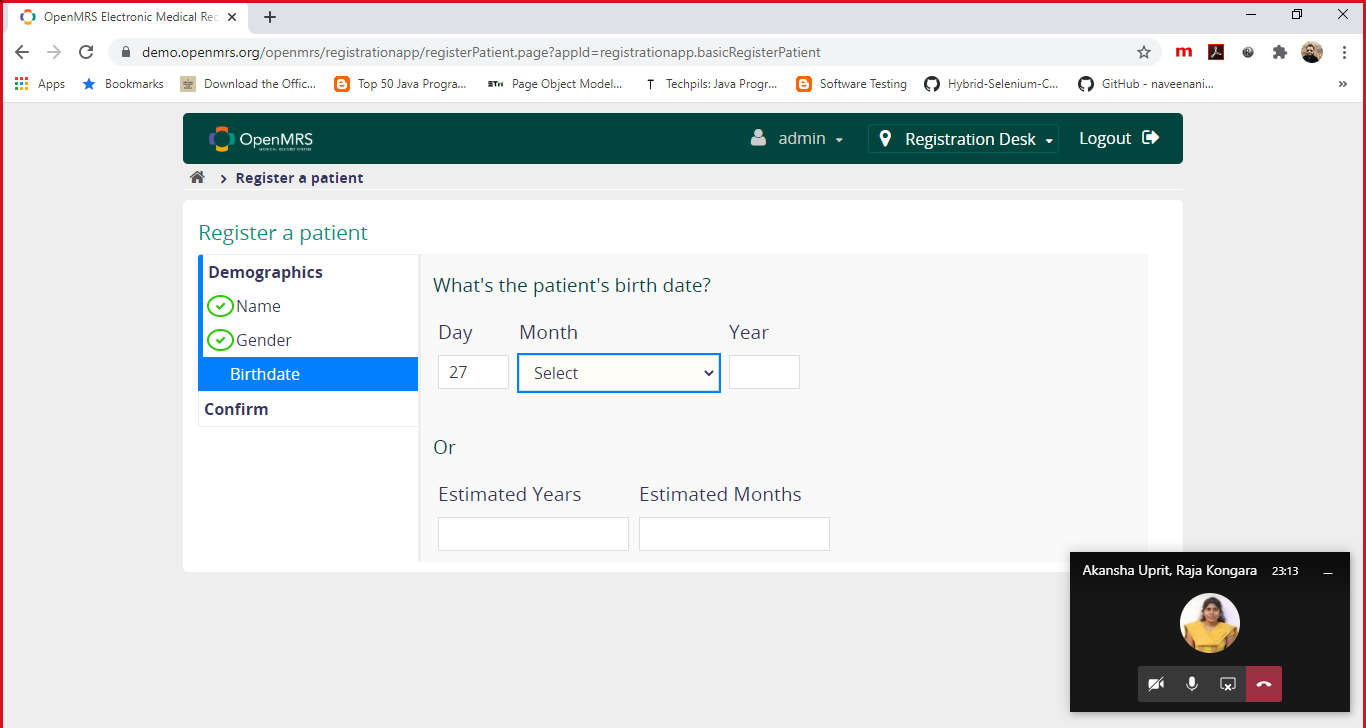 OpenMRS Electronic Medical Rec
demo.openmrs.org/openmrs/registrationapp/registerPatient.page?appId=registrationapp.basicRegisterPatient
m
Apps Bookmarks Download the Offic... Top 50 Java Progra... STH Page Object Model... T Techpils: Java Progr... Software Testing Hybrid-Selenium-C... GitHub - naveenani... »
OpenMRS admin Registration Desk Logout
MEDICAL RECORD SYSTEM
Register a patient
Register a patient
Demographics
Name
Gender
Birthdate
Confirm
What's the patient's birth date?
Day Month Year
27 Select
Or
Estimated Years Estimated Months
Akansha Uprit, Raja Kongara 23:13